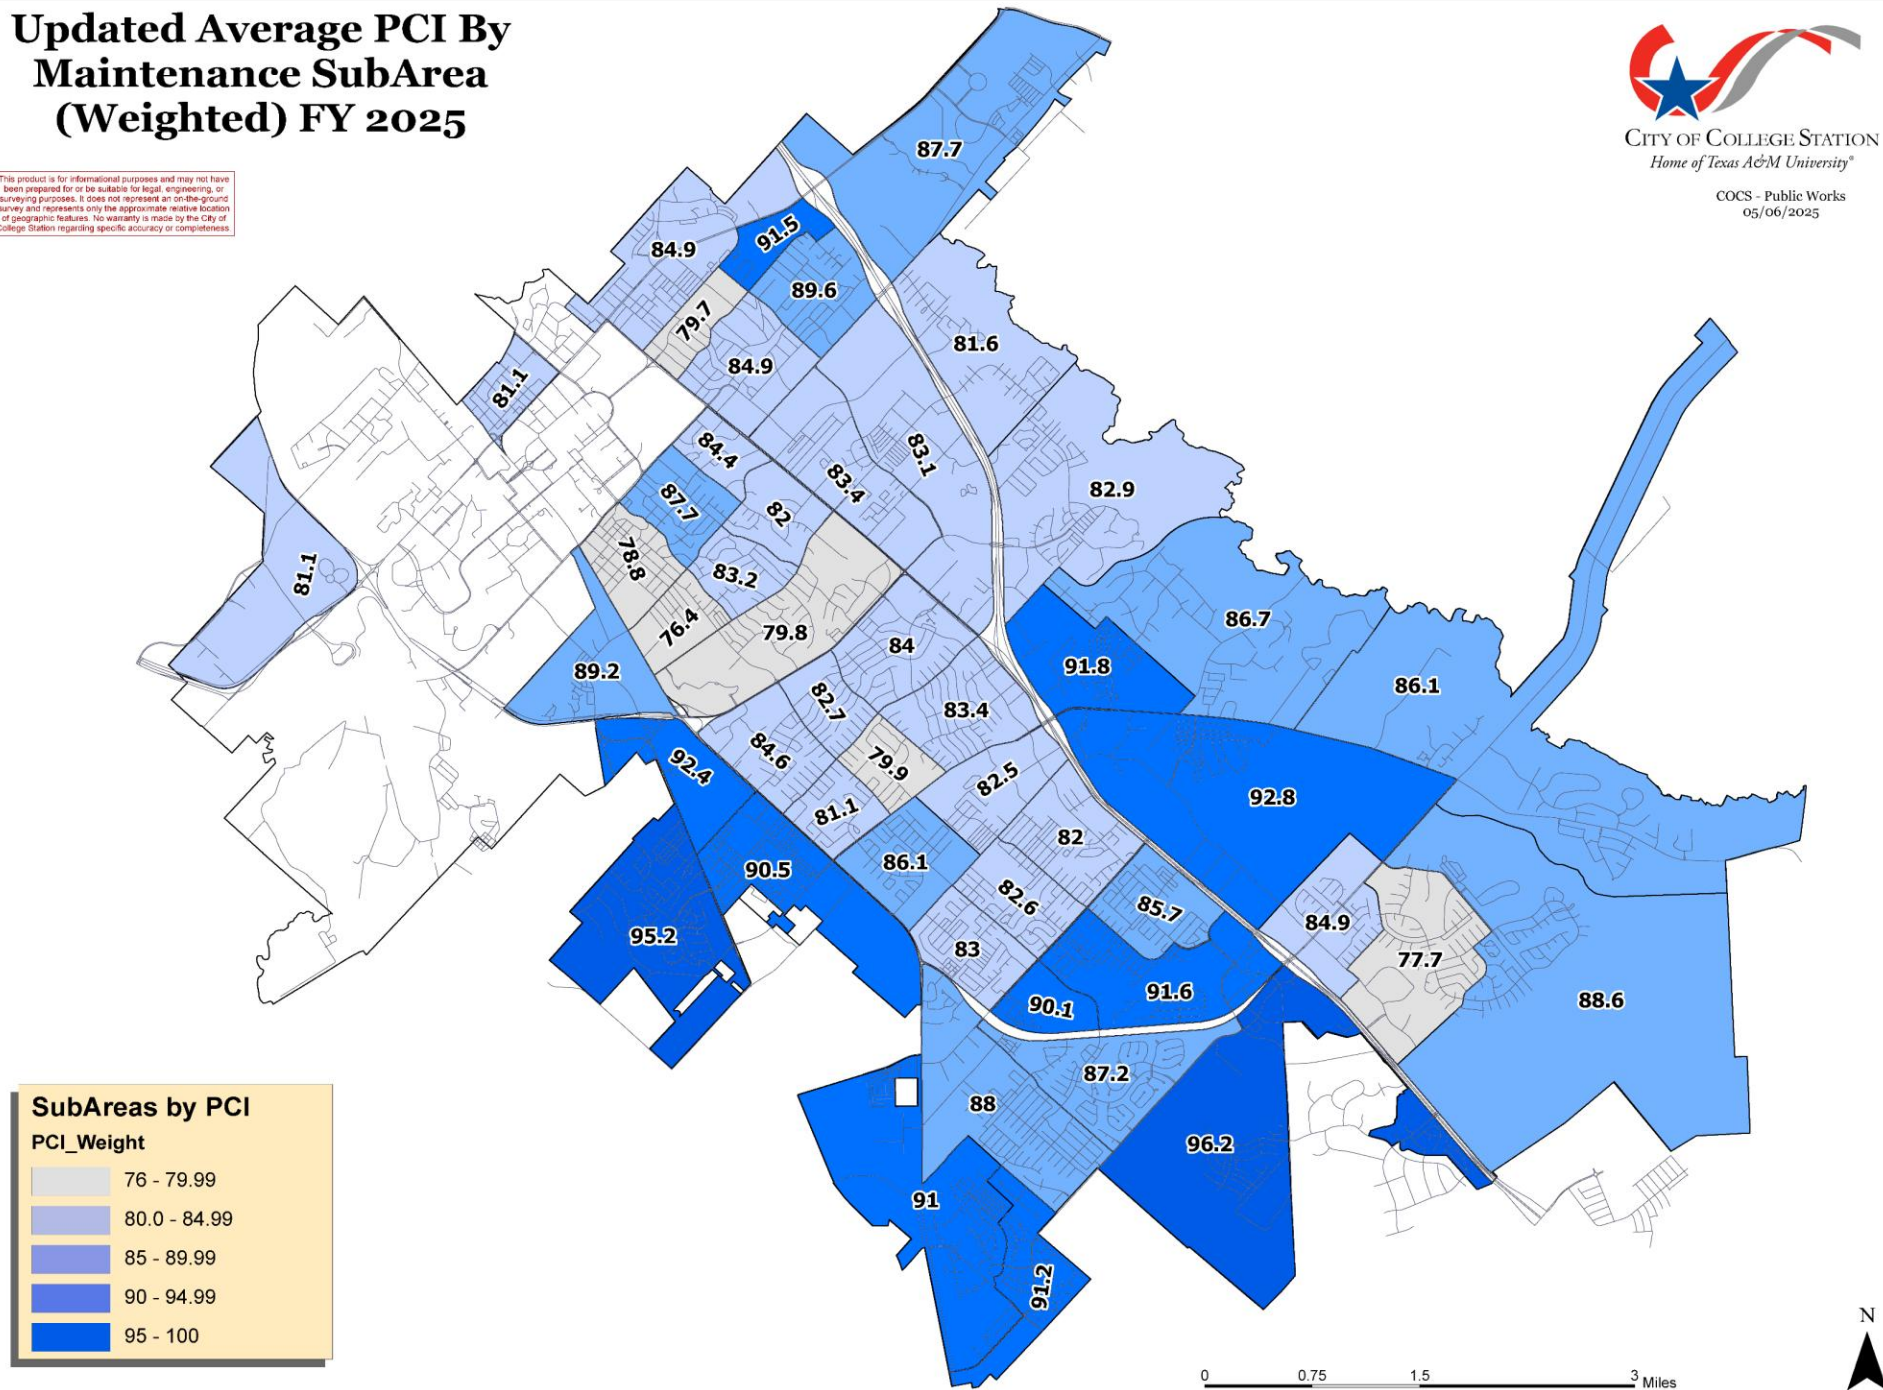 Updated Average PCI By
Maintenance SubArea
(Weighted) FY 2025
This product is for informational purposes and may not have
been prepared for or be suitable for legal, engineering, or
surveying purposes. It does not represent an on-the-ground
survey and represents only the approximate relative location
of geographic features. No warranty is made by the City of
College Station regarding specific accuracy or completeness.
CITY OF COLLEGE STATION
Home of Texas A&M University®
COCS - Public Works
05/06/2025
87.7
91.5
84.9
89.6
79.7
81.6
84.9
81.1
84.4
83.1
83.4
82.9
87.7
82
78.8
81.1
83.2
86.7
76.4
79.8
84
91.8
89.2
86.1
82.7
83.4
84.6
79.9
92.4
82.5
92.8
81.1
82
86.1
90.5
82.6
85.7
84.9
95.2
83
77.7
91.6
88.6
90.1
87.2
88
96.2
91
91.2
SubAreas by PCI
PCI_Weight
76 - 79.99
80.0 - 84.99
85 - 89.99
90 - 94.99
95 - 100
N
0 0.75 1.5 3 Miles